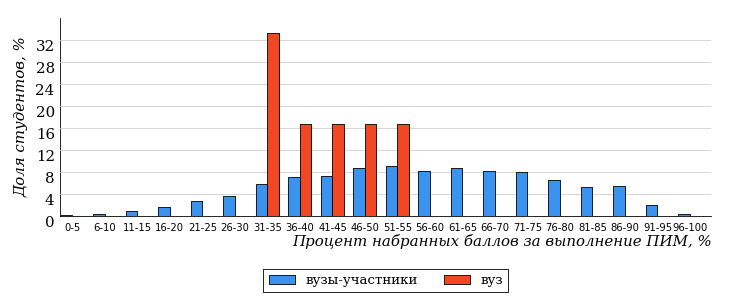 Доля студентов, %
32
28
24
20
16
12
8
4
0
0-5 6-10 11-15 16-20 21-25 26-30 31-35 36-40 41-45 46-50 51-55 56-60 61-65 66-70 71-75 76-80 81-85 86-90 91-95 96-100
Процент набранных баллов за выполнение ПИМ, %
вузы-участники вуз